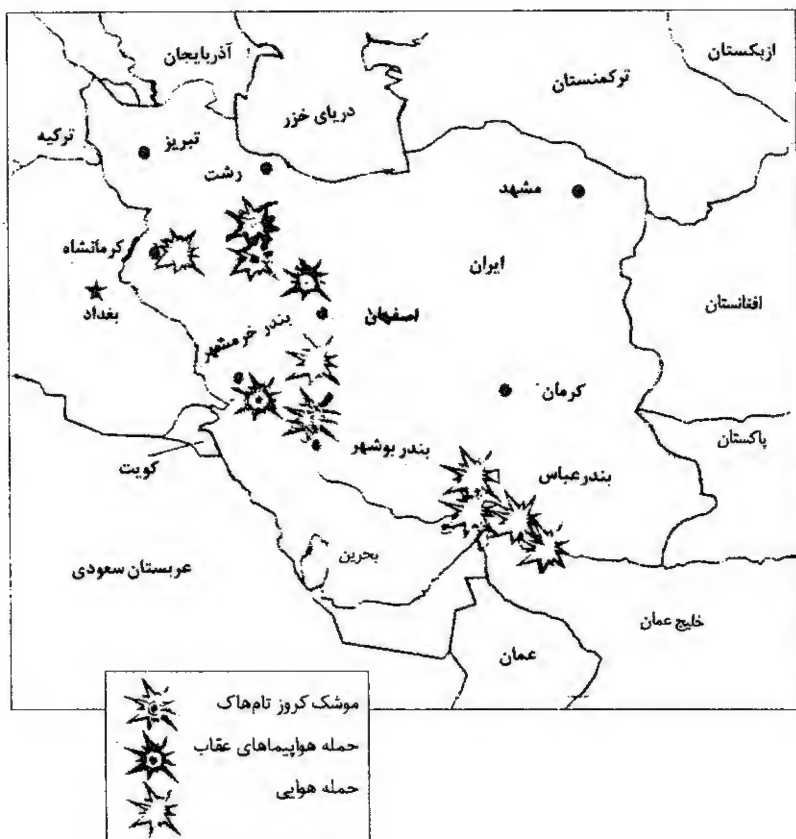 آذربایجان
ازبکستان
ترکمنستان
دریای خزر
ترکیه
تبریز
رشت
مشهد
کرمانشاه
ایران
افغانستان
بغداد
بندر خرمشهر
اصفهان
کرمان
پاکستان
کویت
بندر بوشهر
بندرعباس
بحرین
عربستان سعودی
خلیج عمان
عمان
موشک کروز تام‌هاک
حمله هواپیماهای عقاب
حمله هوایی